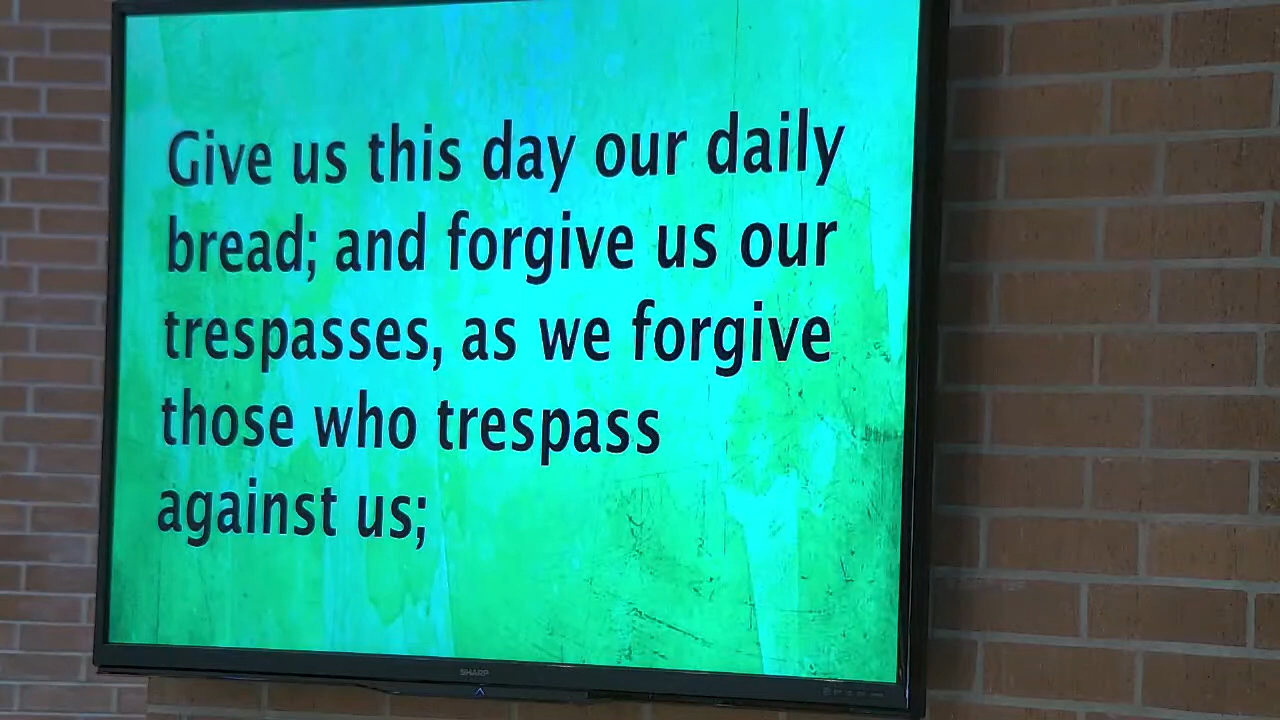 Give us this day our daily
bread; and forgive us our
trespasses, as we forgive
those who trespass
against us;
SHARP